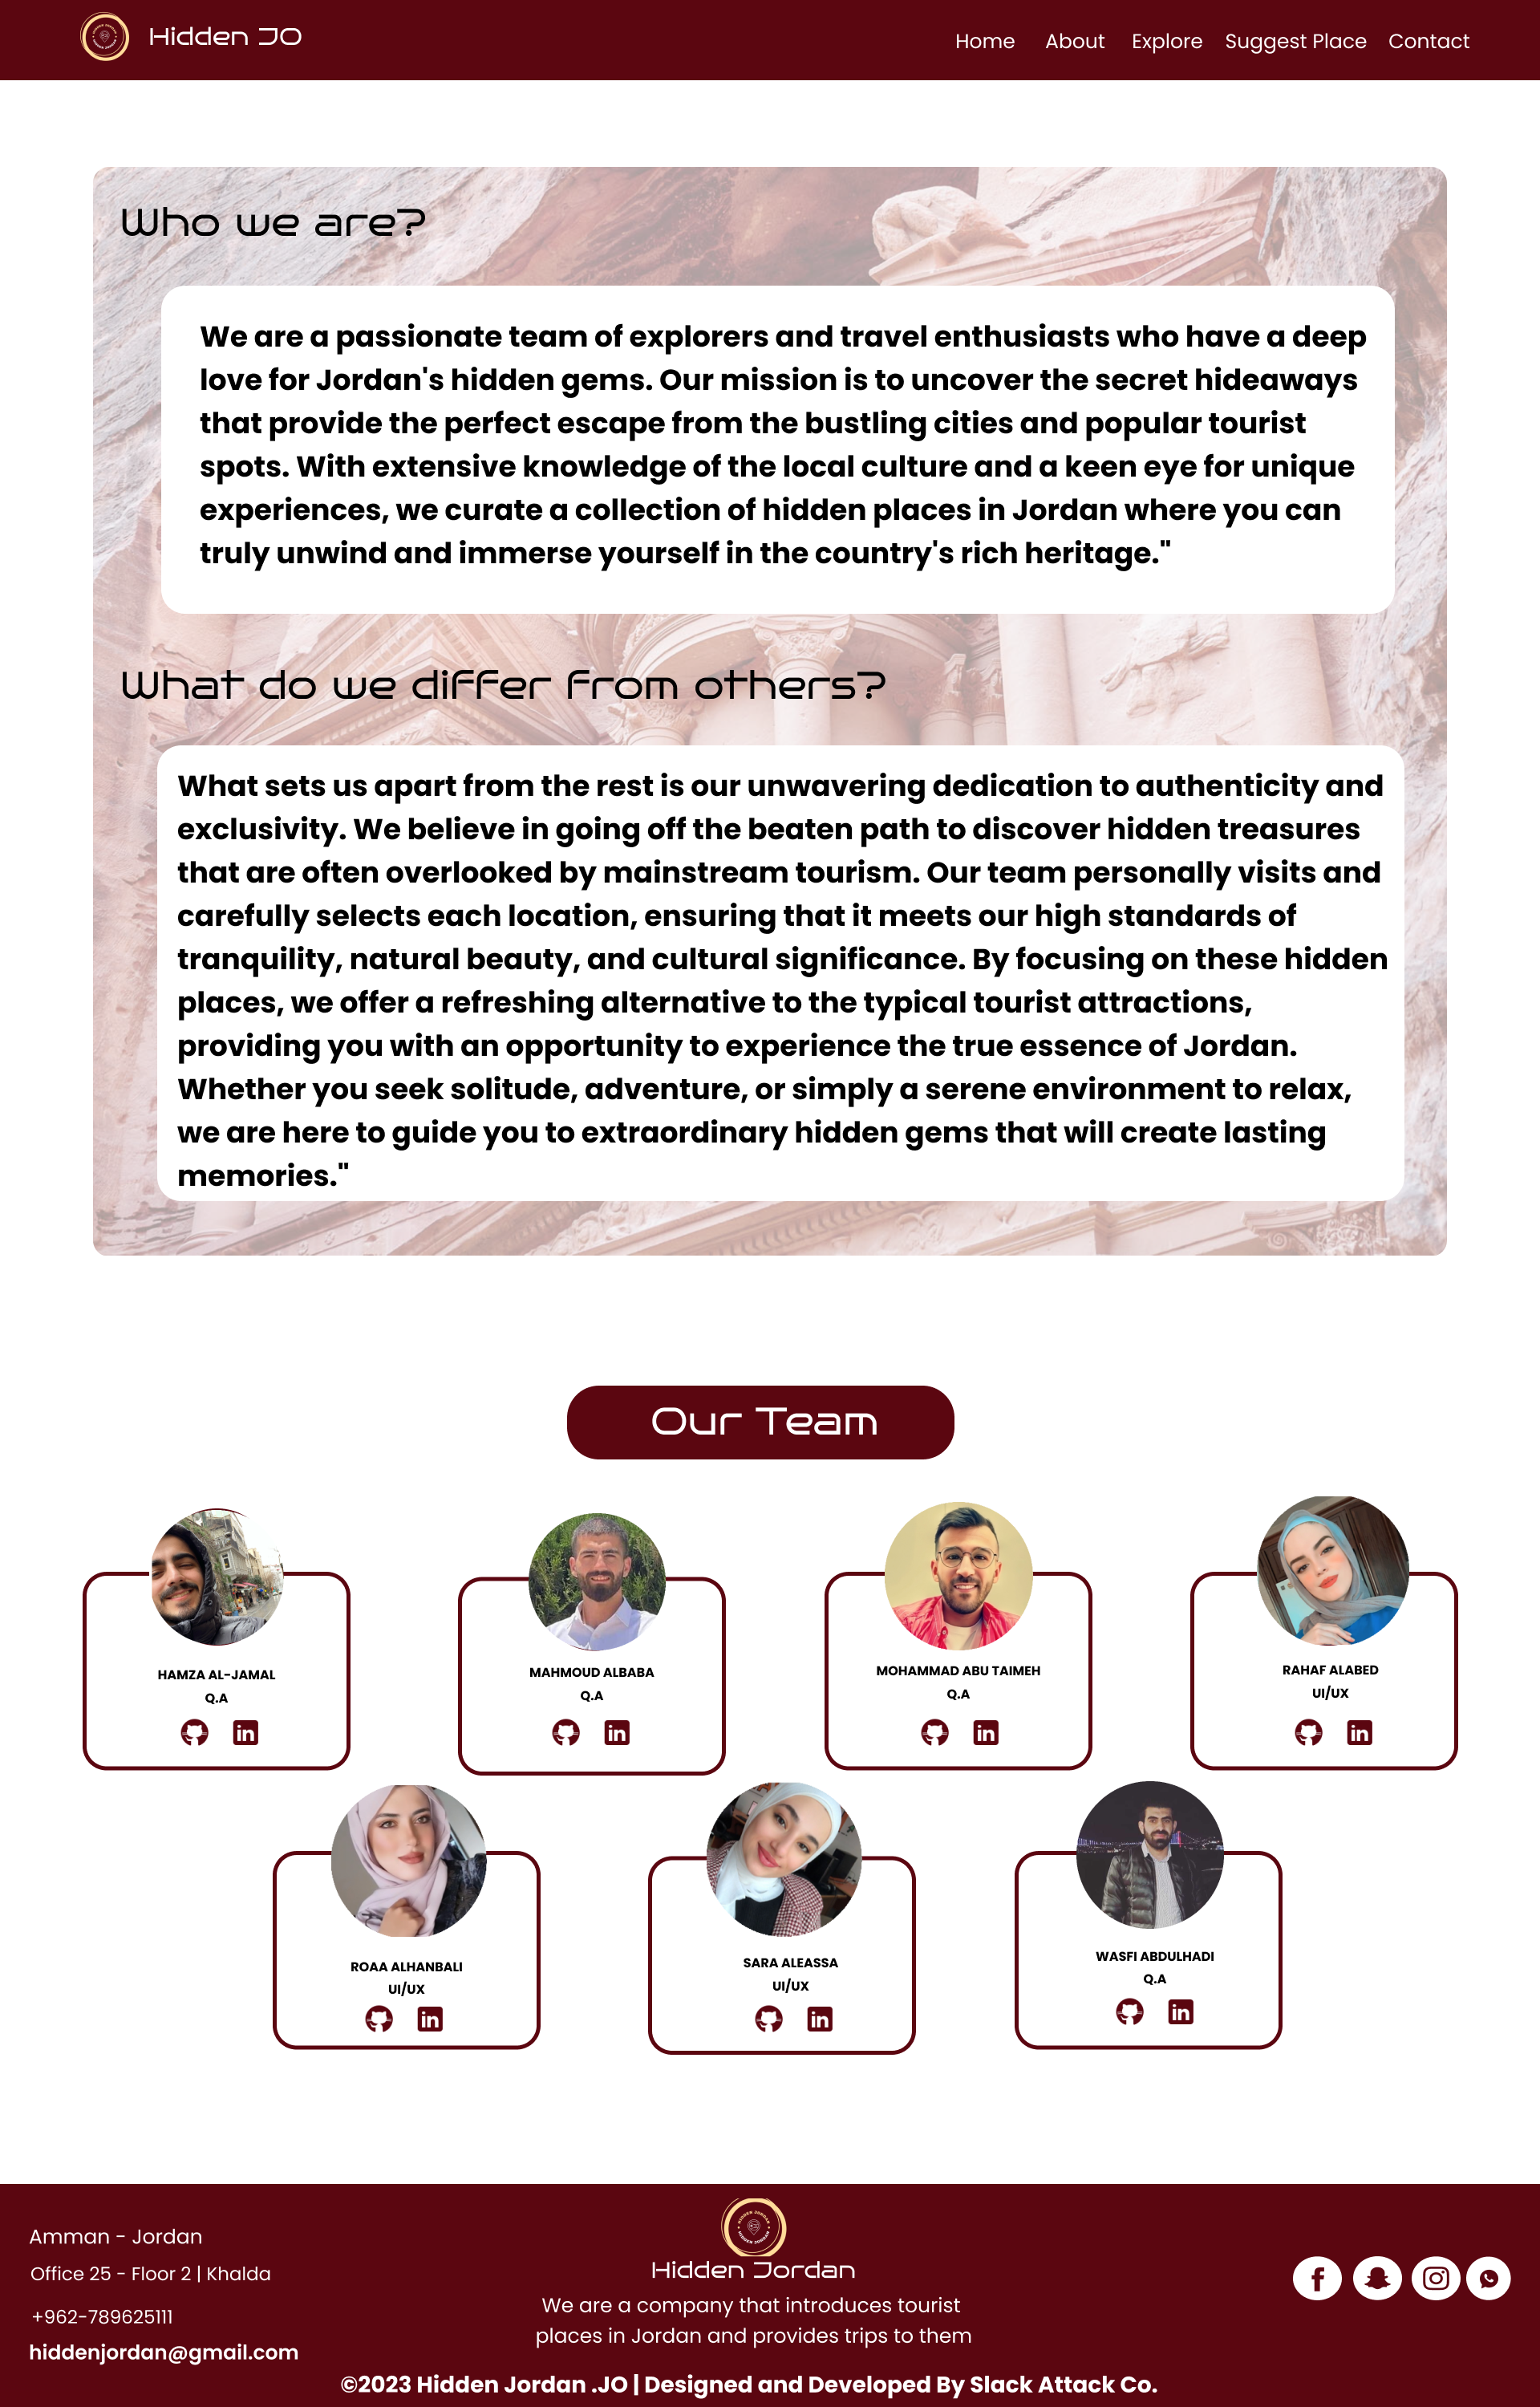 Hidden JO
Home About Explore Suggest Place Contact
Who we are?
We are a passionate team of explorers and travel enthusiasts who have a deep
love for Jordan's hidden gems. Our mission is to uncover the secret hideaways
that provide the perfect escape from the bustling cities and popular tourist
spots. With extensive knowledge of the local culture and a keen eye for unique
experiences, we curate a collection of hidden places in Jordan where you can
truly unwind and immerse yourself in the country's rich heritage."
What do we differ from others?
What sets us apart from the rest is our unwavering dedication to authenticity and
exclusivity. We believe in going off the beaten path to discover hidden treasures
that are often overlooked by mainstream tourism. Our team personally visits and
carefully selects each location, ensuring that it meets our high standards of
tranquility, natural beauty, and cultural significance. By focusing on these hidden
places, we offer a refreshing alternative to the typical tourist attractions,
providing you with an opportunity to experience the true essence of Jordan.
Whether you seek solitude, adventure, or simply a serene environment to relax,
we are here to guide you to extraordinary hidden gems that will create lasting
memories."
Our Team
HAMZA AL-JAMAL
Q.A
MAHMOUD ALBABA
Q.A
MOHAMMAD ABU TAIMEH
Q.A
RAHAF ALABED
UI/UX
ROAA ALHANBALI
UI/UX
SARA ALEASSA
UI/UX
WASFI ABDULHADI
Q.A
Amman - Jordan
Office 25 - Floor 2 | Khalda
+962-789625111
hiddenjordan@gmail.com
HIDDEN JORDAN
HIDDEN JORDAN
Hidden Jordan
We are a company that introduces tourist
places in Jordan and provides trips to them
©2023 Hidden Jordan .JO | Designed and Developed By Slack Attack Co.